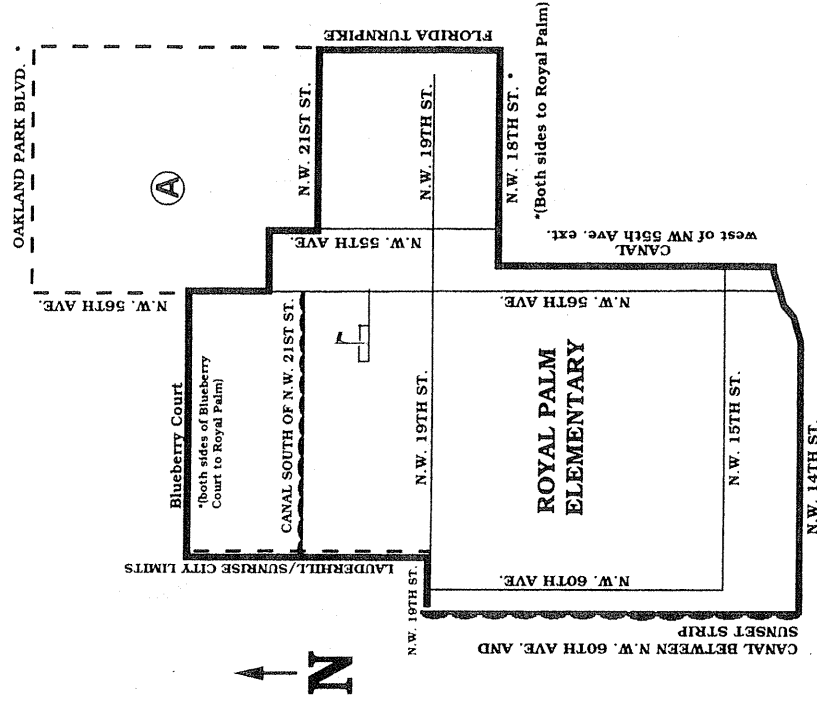 OAKLAND PARK BLVD. *
A
FLORIDA TURNPIKE
N.W. 21ST ST.
N.W. 56TH AVE.
N.W. 55TH AVE.
Blueberry Court
*(both sides of Blueberry
Court to Royal Palm)
CANAL SOUTH OF N.W. 21ST ST.
N.W. 19TH ST.
N.W. 18TH ST. *
*(Both sides to Royal Palm)
LAUDERHILL/SUNRISE CITY LIMITS
N.W. 19TH ST.
N.W. 19TH ST.
CANAL
west of NW 55th Ave. ext.
N.W. 56TH AVE.
ROYAL PALM
ELEMENTARY
N.W. 15TH ST.
N.W. 60TH AVE.
N.W. 14TH ST.
CANAL BETWEEN N.W. 60TH AVE. AND
SUNSET STRIP
N